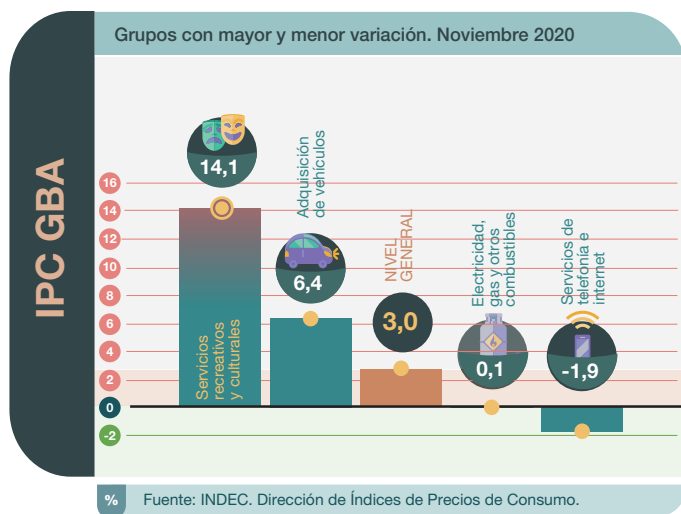 Grupos con mayor y menor variación. Noviembre 2020
IPC GBA
16
14
12
10
8
6
4
2
0
-2
14,1
Servicios
recreativos
y culturales
Adquisición
de vehículos
6,4
NIVEL
GENERAL
3,0
Electricidad,
gas y otros
combustibles
0,1
Servicios de
telefonía e
internet
-1,9
%
Fuente: INDEC. Dirección de Índices de Precios de Consumo.